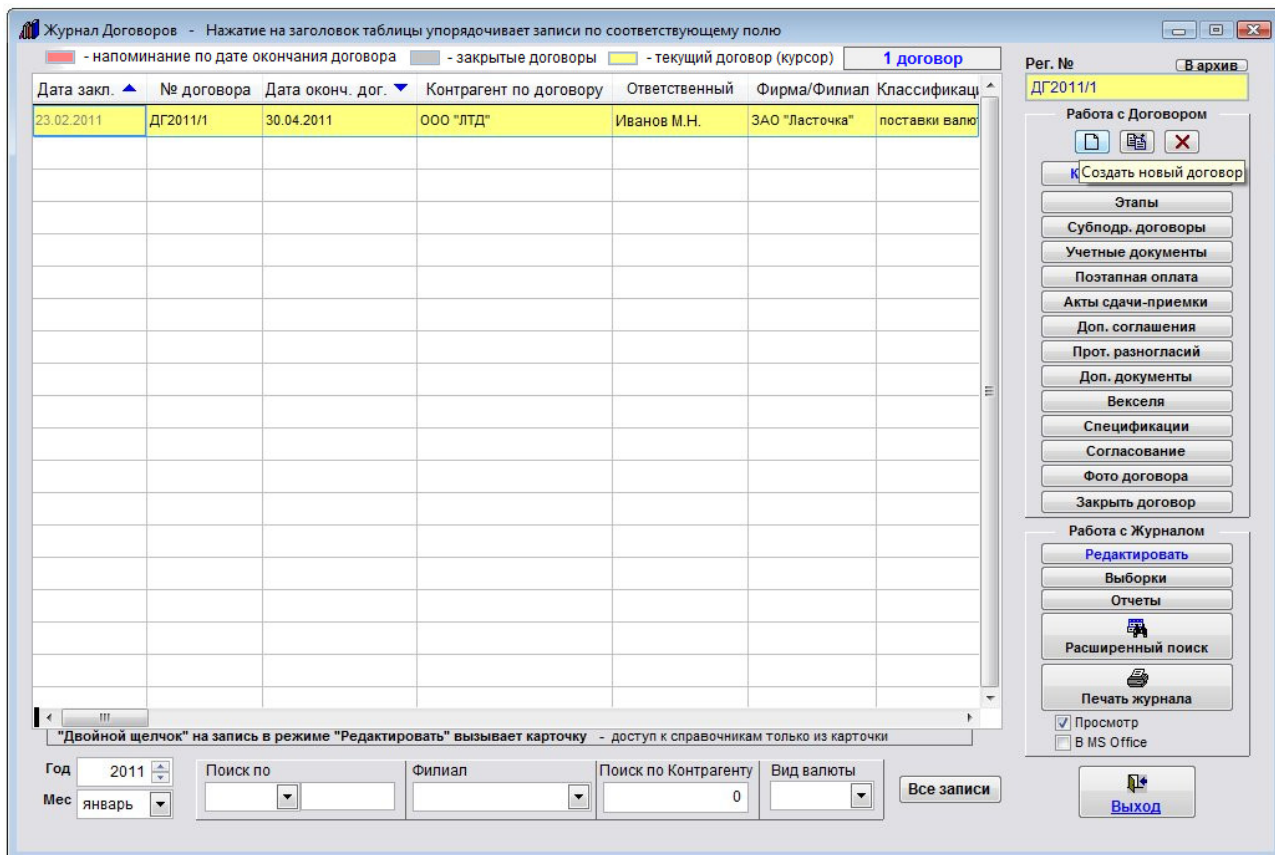 Журнал Договоров - Нажатие на заголовок таблицы упорядочивает записи по соответствующему полю
- напоминание по дате окончания договора - закрытые договоры - текущий договор (курсор) 1 договор
Рег. № В архив
Дата закл. № договора Дата оконч. дог. Контрагент по договору Ответственный Фирма/Филиал Классификаци
ДГ2011/1
23.02.2011 ДГ2011/1 30.04.2011 ООО "ЛТД" Иванов М.Н. ЗАО "Ласточка" поставки валю
Работа с Договором
К
Создать новый договор
Этапы
Субподр. договоры
Учетные документы
Поэтапная оплата
Акты сдачи-приемки
Доп. соглашения
Прот. разногласий
Доп. документы
Векселя
Спецификации
Согласование
Фото договора
Закрыть договор
Работа с Журналом
Редактировать
Выборки
Отчеты
Расширенный поиск
Печать журнала
Просмотр
В MS Office
"Двойной щелчок" на запись в режиме "Редактировать" вызывает карточку - доступ к справочникам только из карточки
Год 2011 Поиск по Филиал Поиск по Контрагенту Вид валюты
Мес январь 0 Все записи
Выход